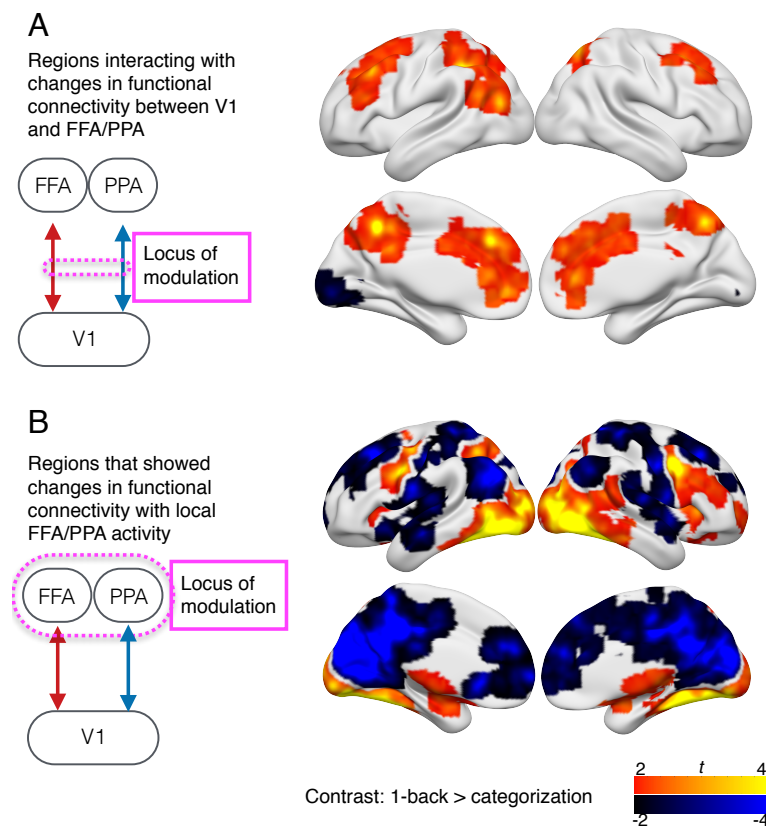 A
Regions interacting with
changes in functional
connectivity between V1
and FFA/PPA
FFA PPA
Locus of
modulation
V1
B
Regions that showed
changes in functional
connectivity with local
FFA/PPA activity
FFA PPA
Locus of
modulation
V1
Contrast: 1-back > categorization
2 t 4
-2 -4